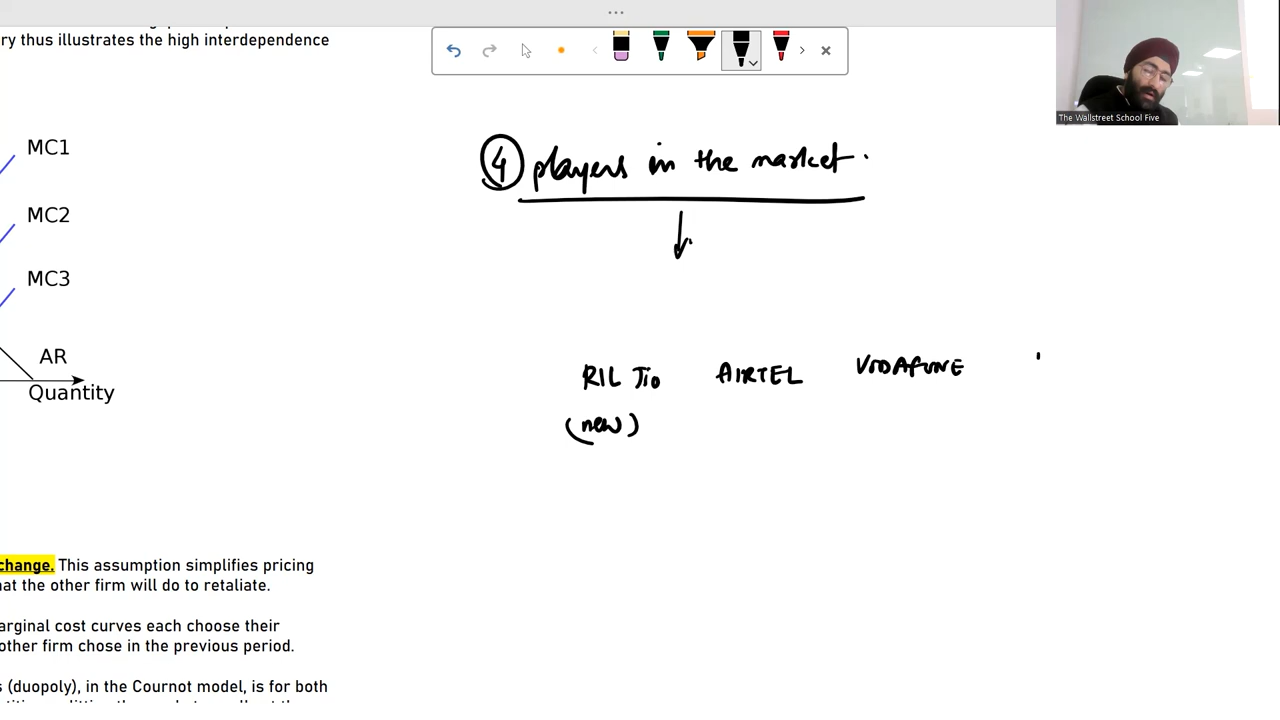 ry thus illustrates the high interdependence
The Wallstreet School Five
④ players in the market.
MC1
MC2
MC3
AR
Quantity
RIL Jio AIRTEL VODAFONE
(new)
change. This assumption simplifies pricing
hat the other firm will do to retaliate.
arginal cost curves each choose their
other firm chose in the previous period.
s (duopoly), in the Cournot model, is for both